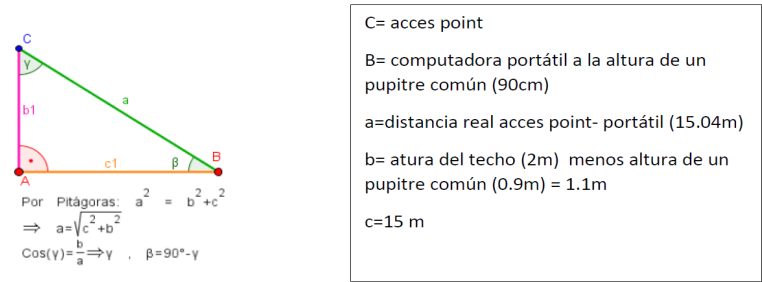 C
γ
a
b1
B
c1
β
A
Por Pitágoras: a² = b²+c²
⇒ a=√c²+b²
Cos(γ)=b/a⇒γ , β=90°-γ
C= acces point
B= computadora portátil a la altura de un
pupitre común (90cm)
a=distancia real acces point- portátil (15.04m)
b= atura del techo (2m) menos altura de un
pupitre común (0.9m) = 1.1m
c=15 m